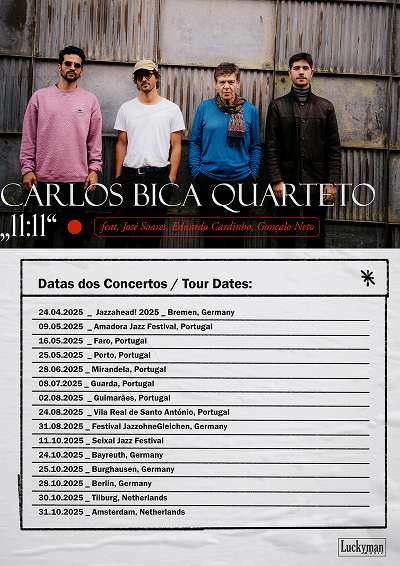 CARLOS BICA QUARTETO
„11:11“
feat. José Soares, Eduardo Cardinho, Gonçalo Neto
Datas dos Concertos / Tour Dates:
24.04.2025 _ Jazzahead! 2025 _ Bremen, Germany
09.05.2025 _ Amadora Jazz Festival, Portugal
16.05.2025 _ Faro, Portugal
25.05.2025 _ Porto, Portugal
28.06.2025 _ Mirandela, Portugal
08.07.2025 _ Guarda, Portugal
02.08.2025 _ Guimarães, Portugal
24.08.2025 _ Vila Real de Santo António, Portugal
31.08.2025 _ Festival JazzohneGleichen, Germany
11.10.2025 _ Seixal Jazz Festival
24.10.2025 _ Bayreuth, Germany
25.10.2025 _ Burghausen, Germany
28.10.2025 _ Berlin, Germany
30.10.2025 _ Tilburg, Netherlands
31.10.2025 _ Amsterdam, Netherlands
Luckyman